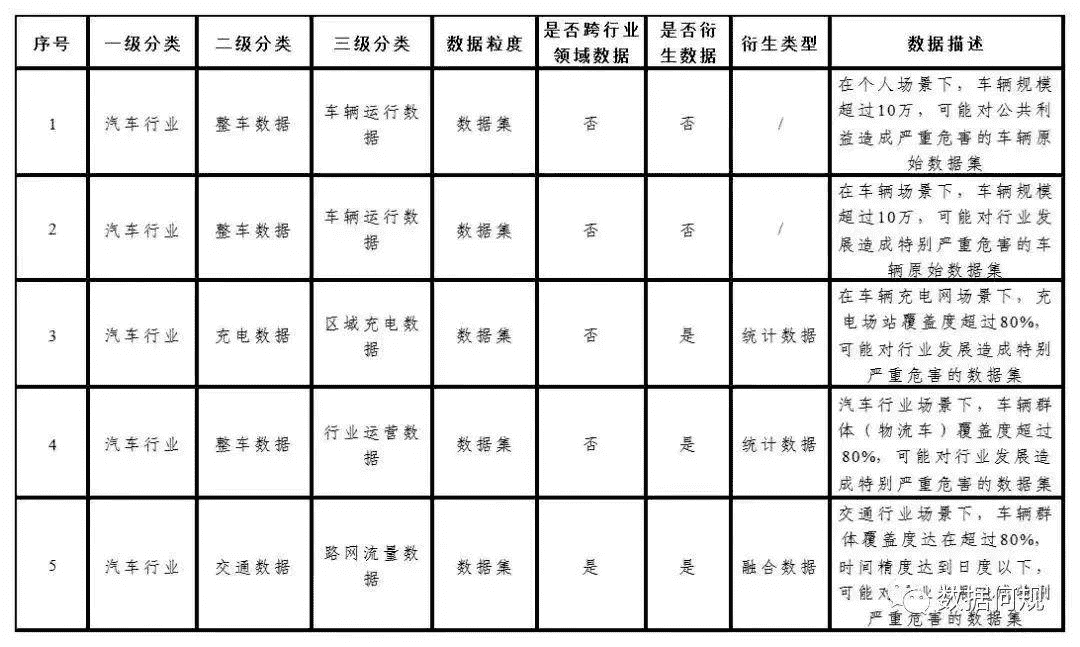 序号 一级分类 二级分类 三级分类 数据粒度 是否跨行业 是否衍 衍生类型 数据描述
领域数据 生数据
1 汽车行业 整车数据 车辆运行数 数据集 否 否 / 在个人场景下，车辆规模
据 超过10万，可能对公共利
益造成严重危害的车辆原
始数据集
2 汽车行业 整车数据 车辆运行数 数据集 否 否 / 在车辆场景下，车辆规模
据 超过10万，可能对行业发
展造成特别严重危害的车
辆原始数据集
3 汽车行业 充电数据 区域充电数 数据集 否 是 统计数据 在车辆充电网场景下，充
据 电场站覆盖度超过80%，
可能对行业发展造成特别
严重危害的数据集
4 汽车行业 整车数据 行业运营数 数据集 否 是 统计数据 汽车行业场景下，车辆群
据 体（物流车）覆盖度超过
80%，可能对行业发展造
成特别严重危害的数据集
5 汽车行业 交通数据 路网流量数 数据集 是 是 融合数据 交通行业场景下，车辆群
据 体覆盖度达在超过80%，
时间精度达到日度以下，
可能对 别
严重危害的数据集
数据何规